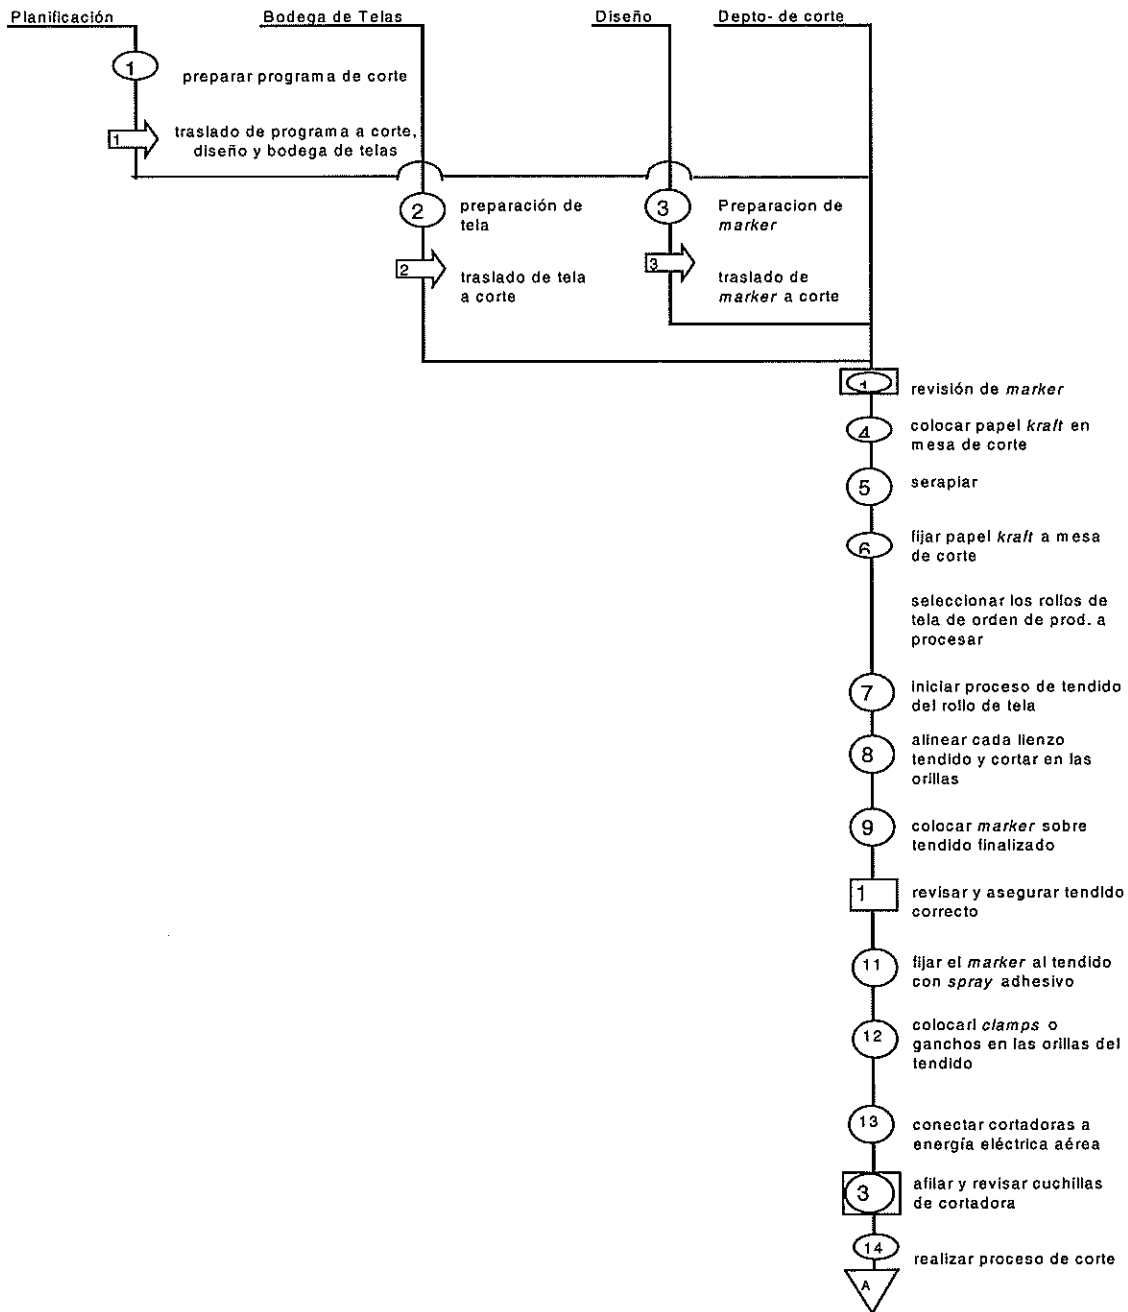 Planificación
Bodega de Telas
Diseño
Depto- de corte
1
preparar programa de corte
1
traslado de programa a corte,
diseño y bodega de telas
2
preparación de
tela
3
Preparacion de
marker
2
traslado de tela
a corte
3
traslado de
marker a corte
1
revisión de marker
4
colocar papel kraft en
mesa de corte
5
serapiar
6
fijar papel kraft a mesa
de corte
seleccionar los rollos de
tela de orden de prod. a
procesar
7
iniciar proceso de tendido
del rollo de tela
8
alinear cada lienzo
tendido y cortar en las
orillas
9
colocar marker sobre
tendido finalizado
1
revisar y asegurar tendido
correcto
11
fijar el marker al tendido
con spray adhesivo
12
colocarl clamps o
ganchos en las orillas del
tendido
13
conectar cortadoras a
energía eléctrica aérea
3
afilar y revisar cuchillas
de cortadora
14
realizar proceso de corte
A